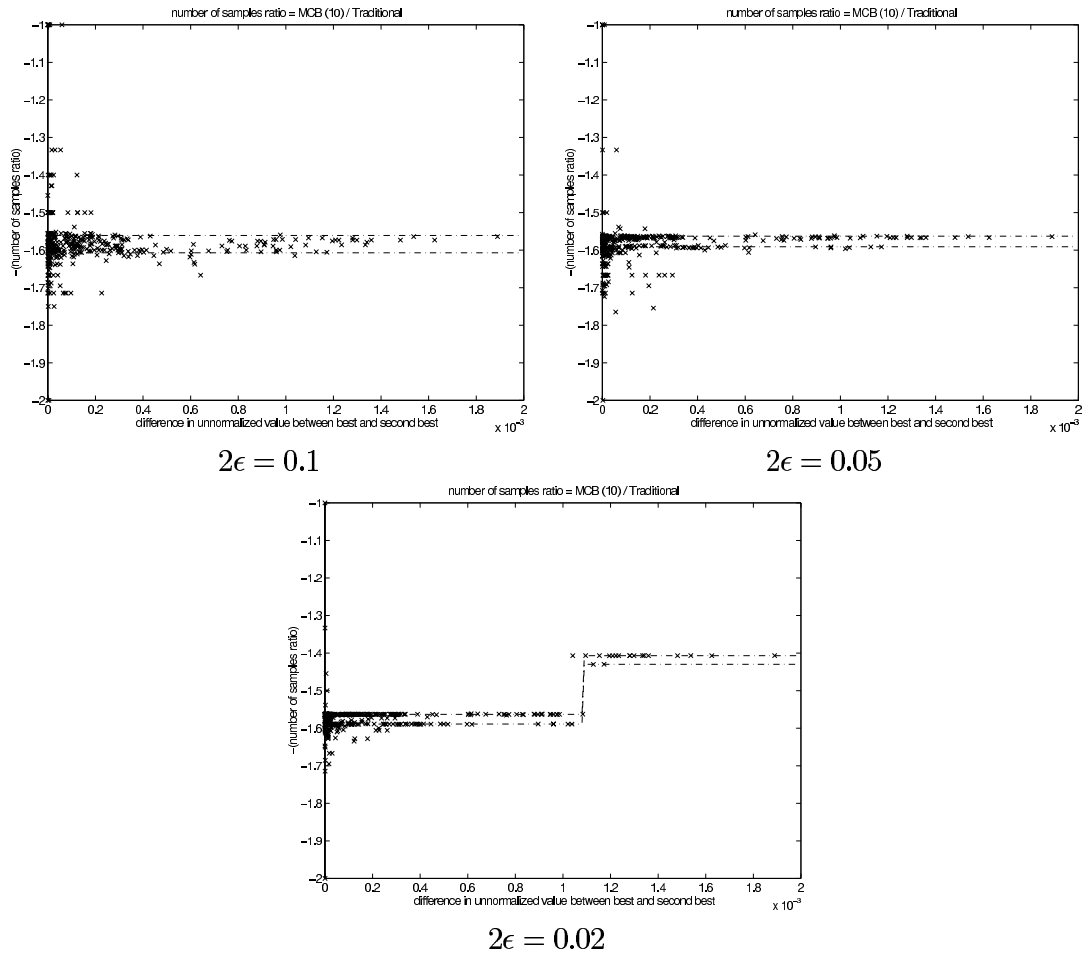 number of samples ratio = MCB (10) / Traditional
−(number of samples ratio)
−1
−1.1
−1.2
−1.3
−1.4
−1.5
−1.6
−1.7
−1.8
−1.9
−2
0 0.2 0.4 0.6 0.8 1 1.2 1.4 1.6 1.8 2
difference in unnormalized value between best and second best
x 10⁻³
2ϵ = 0.1
number of samples ratio = MCB (10) / Traditional
−(number of samples ratio)
−1
−1.1
−1.2
−1.3
−1.4
−1.5
−1.6
−1.7
−1.8
−1.9
−2
0 0.2 0.4 0.6 0.8 1 1.2 1.4 1.6 1.8 2
difference in unnormalized value between best and second best
x 10⁻³
2ϵ = 0.05
number of samples ratio = MCB (10) / Traditional
−(number of samples ratio)
−1
−1.1
−1.2
−1.3
−1.4
−1.5
−1.6
−1.7
−1.8
−1.9
−2
0 0.2 0.4 0.6 0.8 1 1.2 1.4 1.6 1.8 2
difference in unnormalized value between best and second best
x 10⁻³
2ϵ = 0.02